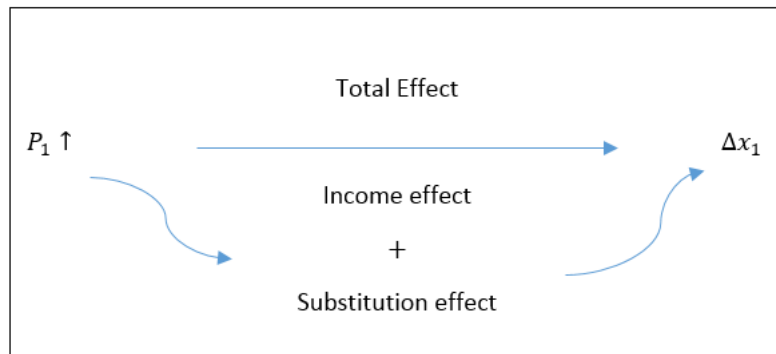 Total Effect
P₁ ↑
Δx₁
Income effect
+
Substitution effect